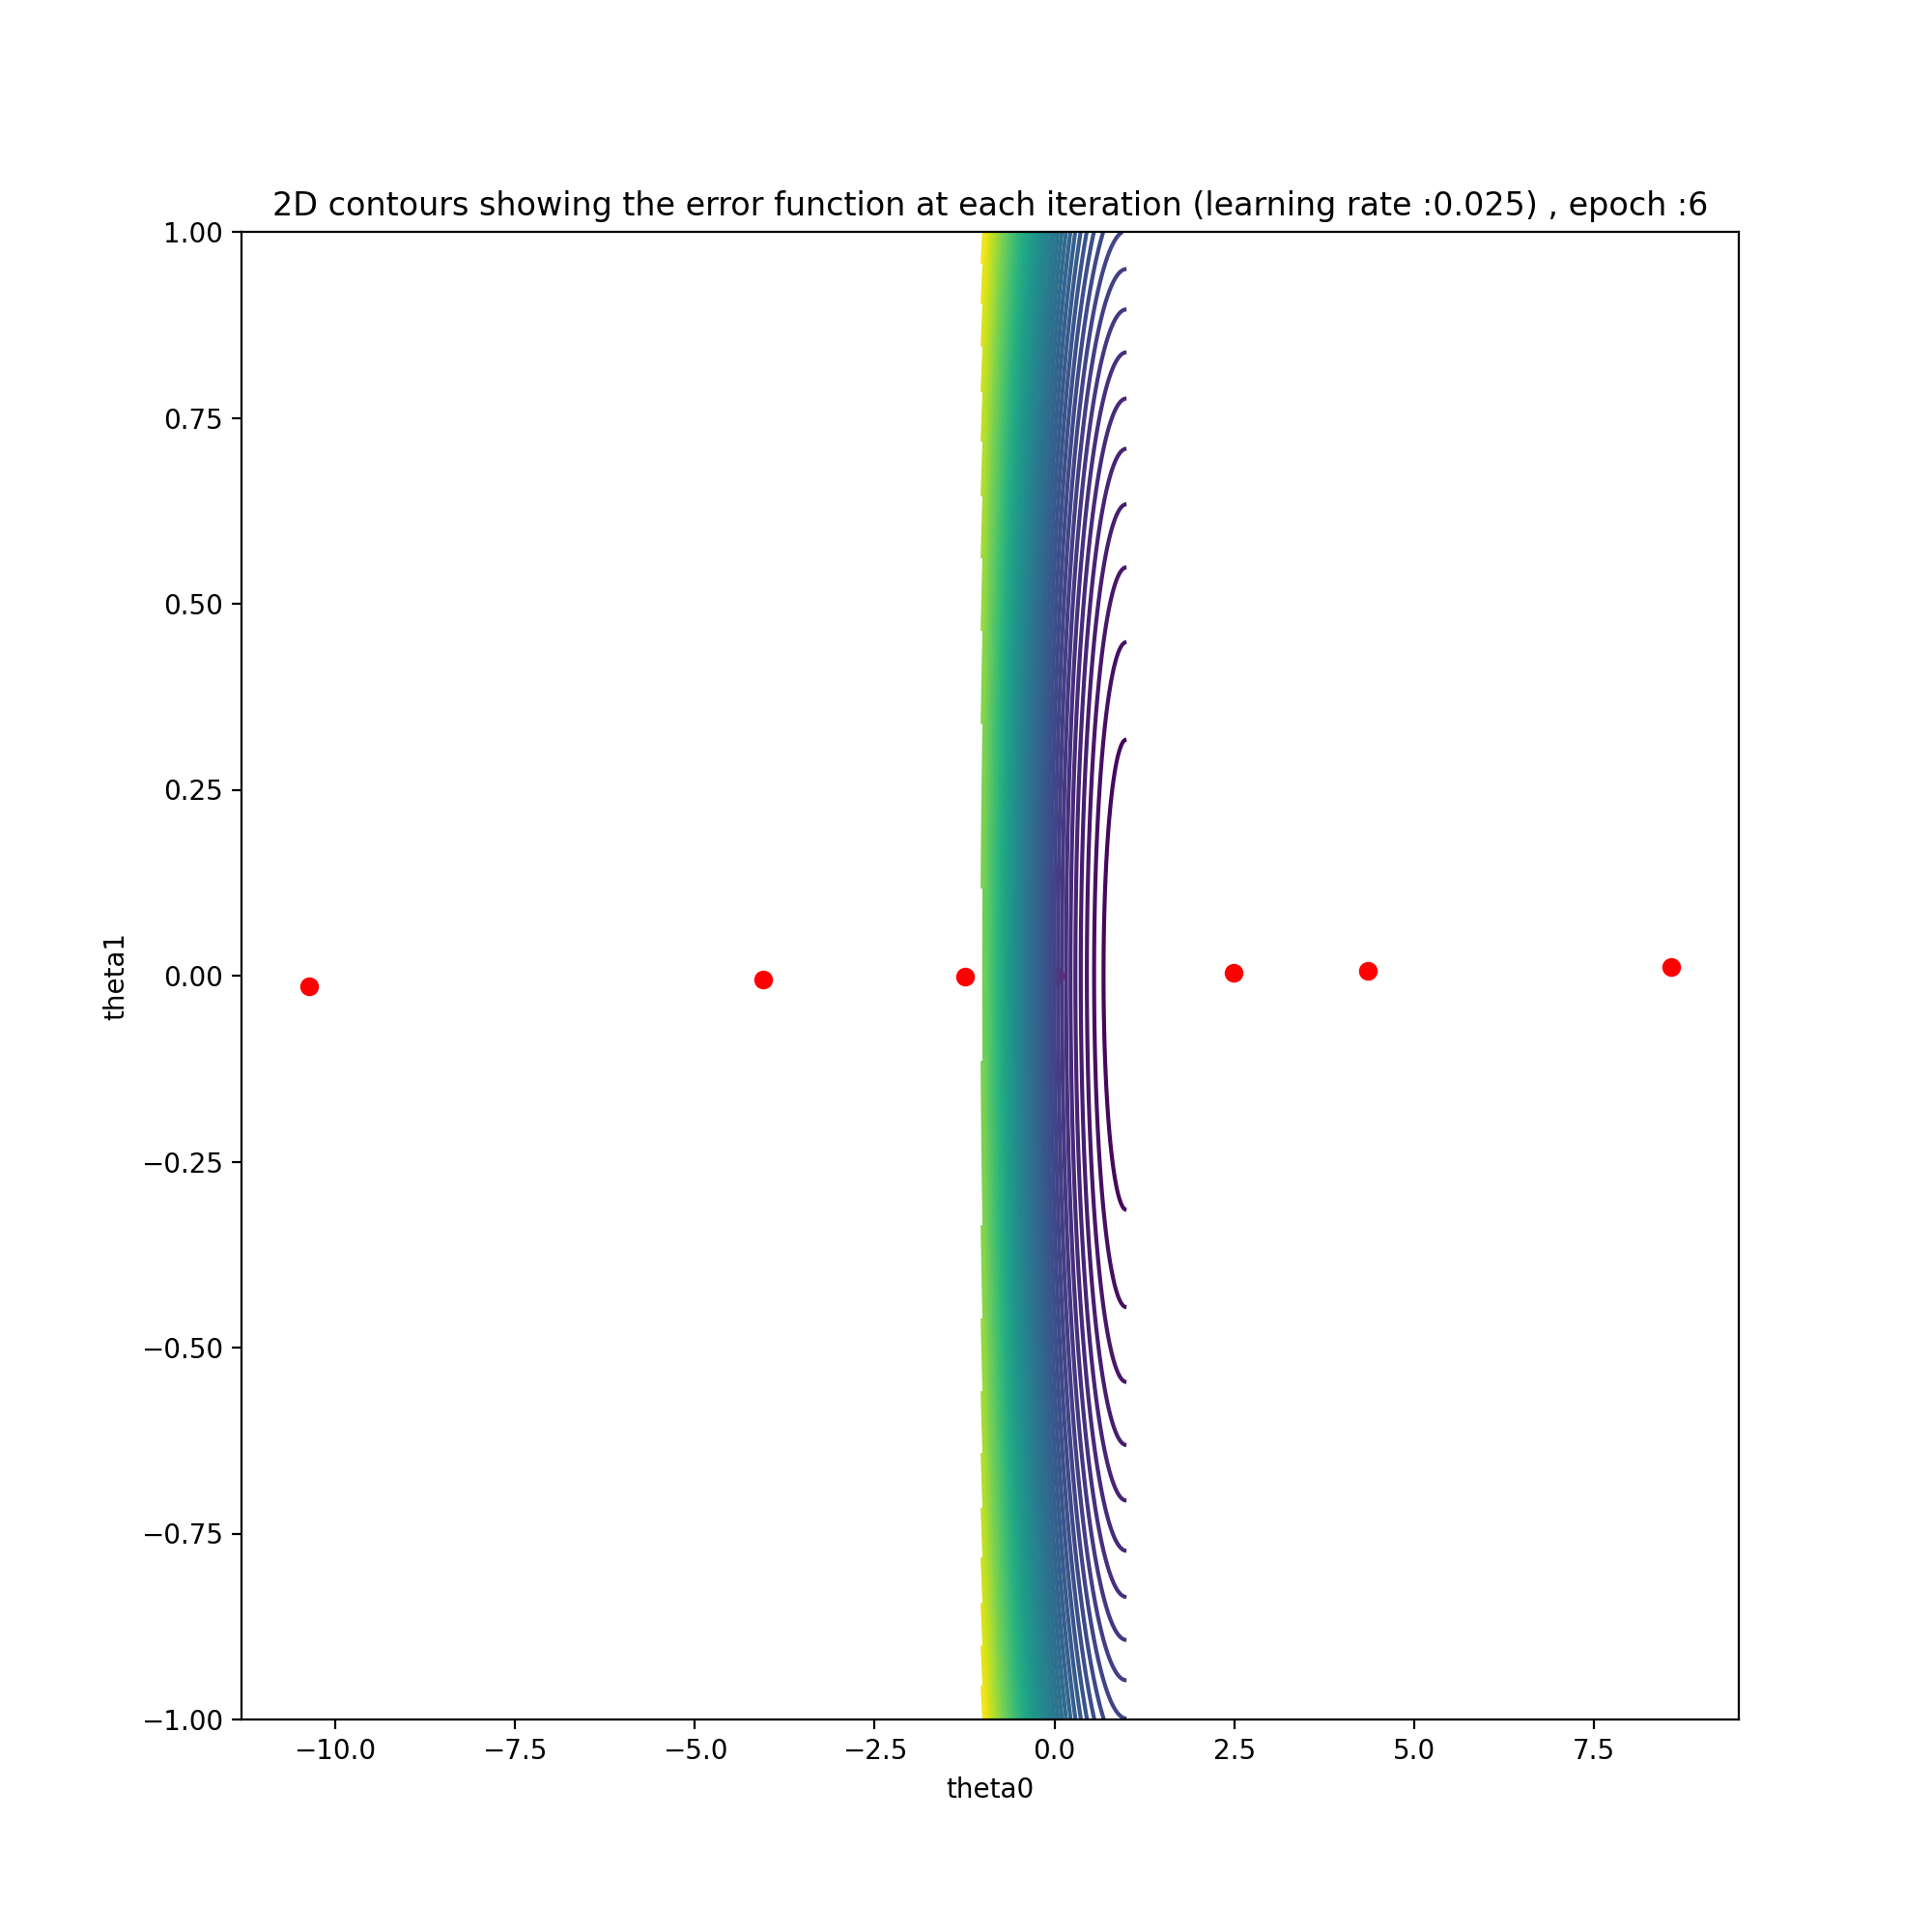 2D contours showing the error function at each iteration (learning rate :0.025) , epoch :6
1.00
0.75
0.50
0.25
0.00
−0.25
−0.50
−0.75
−1.00
theta1
−10.0 −7.5 −5.0 −2.5 0.0 2.5 5.0 7.5
theta0